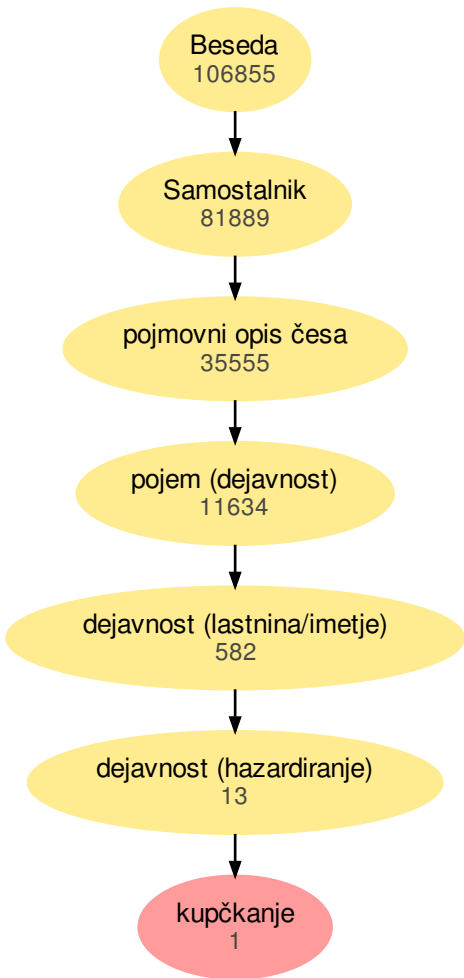 Beseda
106855
Samostalnik
81889
pojmovni opis česa
35555
pojem (dejavnost)
11634
dejavnost (lastnina/imetje)
582
dejavnost (hazardiranje)
13
kupčkanje
1